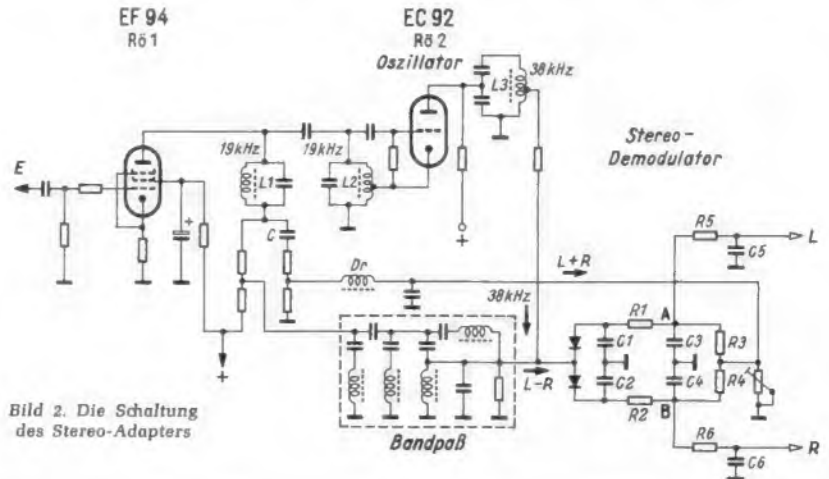 EF 94
Rö 1
EC 92
Rö 2
Oszillator
38kHz
L3
Stereo-
Demodulator
E
19kHz
L1
19kHz
L2
+
+
C
Dr
L+R
38kHz
L-R
R5
L
C5
R1
A
C1
C3
R3
C2
C4
R4
R2
B
R6
R
C6
+
Bandpaß
Bild 2. Die Schaltung
des Stereo-Adapters